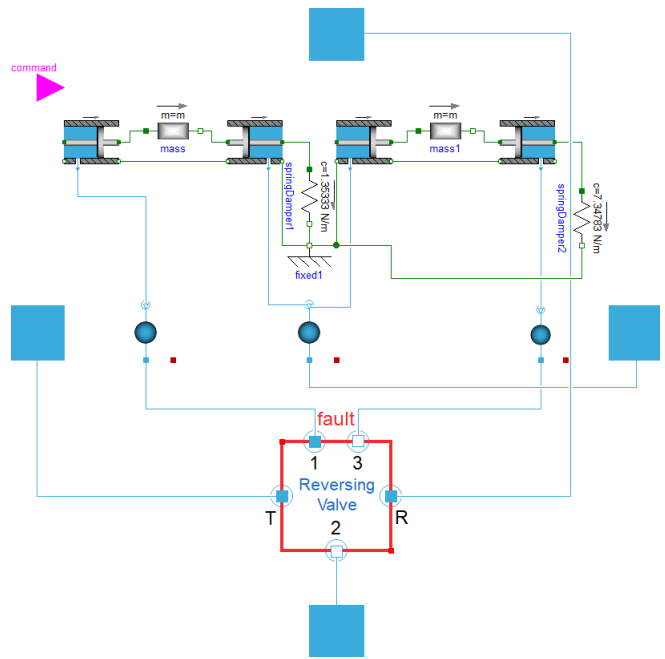 command
m=m
m=m
mass
mass1
springDamper1
c=1.35333 N/m
springDamper2
c=7.34783 N/m
fixed1
fault
1
3
Reversing
Valve
T
R
2